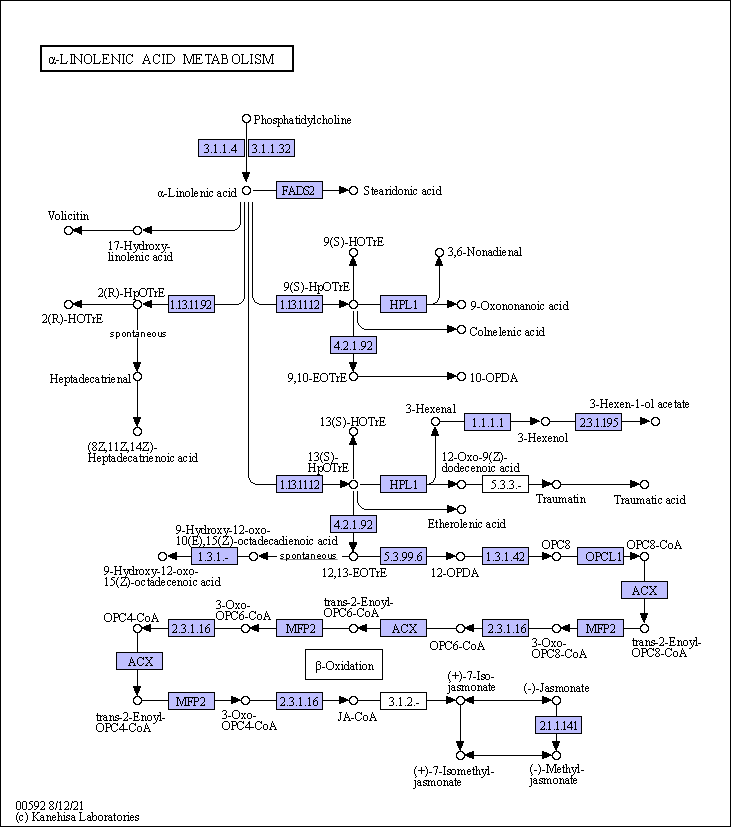 α-LINOLENIC ACID METABOLISM
Phosphatidylcholine
3.1.1.4
3.1.1.32
α-Linolenic acid
FADS2
Stearidonic acid
Volicitin
17-Hydroxy-
linolenic acid
9(S)-HOTrE
3,6-Nonadienal
2(R)-HpOTrE
1.13.11.92
9(S)-HpOTrE
1.13.11.12
HPL1
9-Oxononanoic acid
2(R)-HOTrE
spontaneous
Colnelenic acid
4.2.1.92
Heptadecatrienal
9,10-EOTrE
10-OPDA
(8Z,11Z,14Z)-
Heptadecatrienoic acid
13(S)-HOTrE
3-Hexenal
1.1.1.1
3-Hexenol
2.3.1.195
3-Hexen-1-ol acetate
13(S)-
HpOTrE
1.13.11.12
HPL1
12-Oxo-9(Z)-
dodecenoic acid
5.3.3.-
Traumatin
Traumatic acid
Etherolenic acid
4.2.1.92
9-Hydroxy-12-oxo-
10(E),15(Z)-octadecadienoic acid
1.3.1.-
spontaneous
9-Hydroxy-12-oxo-
15(Z)-octadecenoic acid
12,13-EOTrE
5.3.99.6
12-OPDA
1.3.1.42
OPC8
OPCL1
OPC8-CoA
ACX
trans-2-Enoyl-
OPC8-CoA
MFP2
3-Oxo-
OPC8-CoA
2.3.1.16
OPC6-CoA
ACX
trans-2-Enoyl-
OPC6-CoA
MFP2
3-Oxo-
OPC6-CoA
2.3.1.16
OPC4-CoA
ACX
β-Oxidation
trans-2-Enoyl-
OPC4-CoA
MFP2
3-Oxo-
OPC4-CoA
2.3.1.16
JA-CoA
3.1.2.-
(+)-7-Iso-
jasmonate
(-)-Jasmonate
2.1.1.141
(+)-7-Isomethyl-
jasmonate
(-)-Methyl-
jasmonate
00592 8/12/21
(c) Kanehisa Laboratories